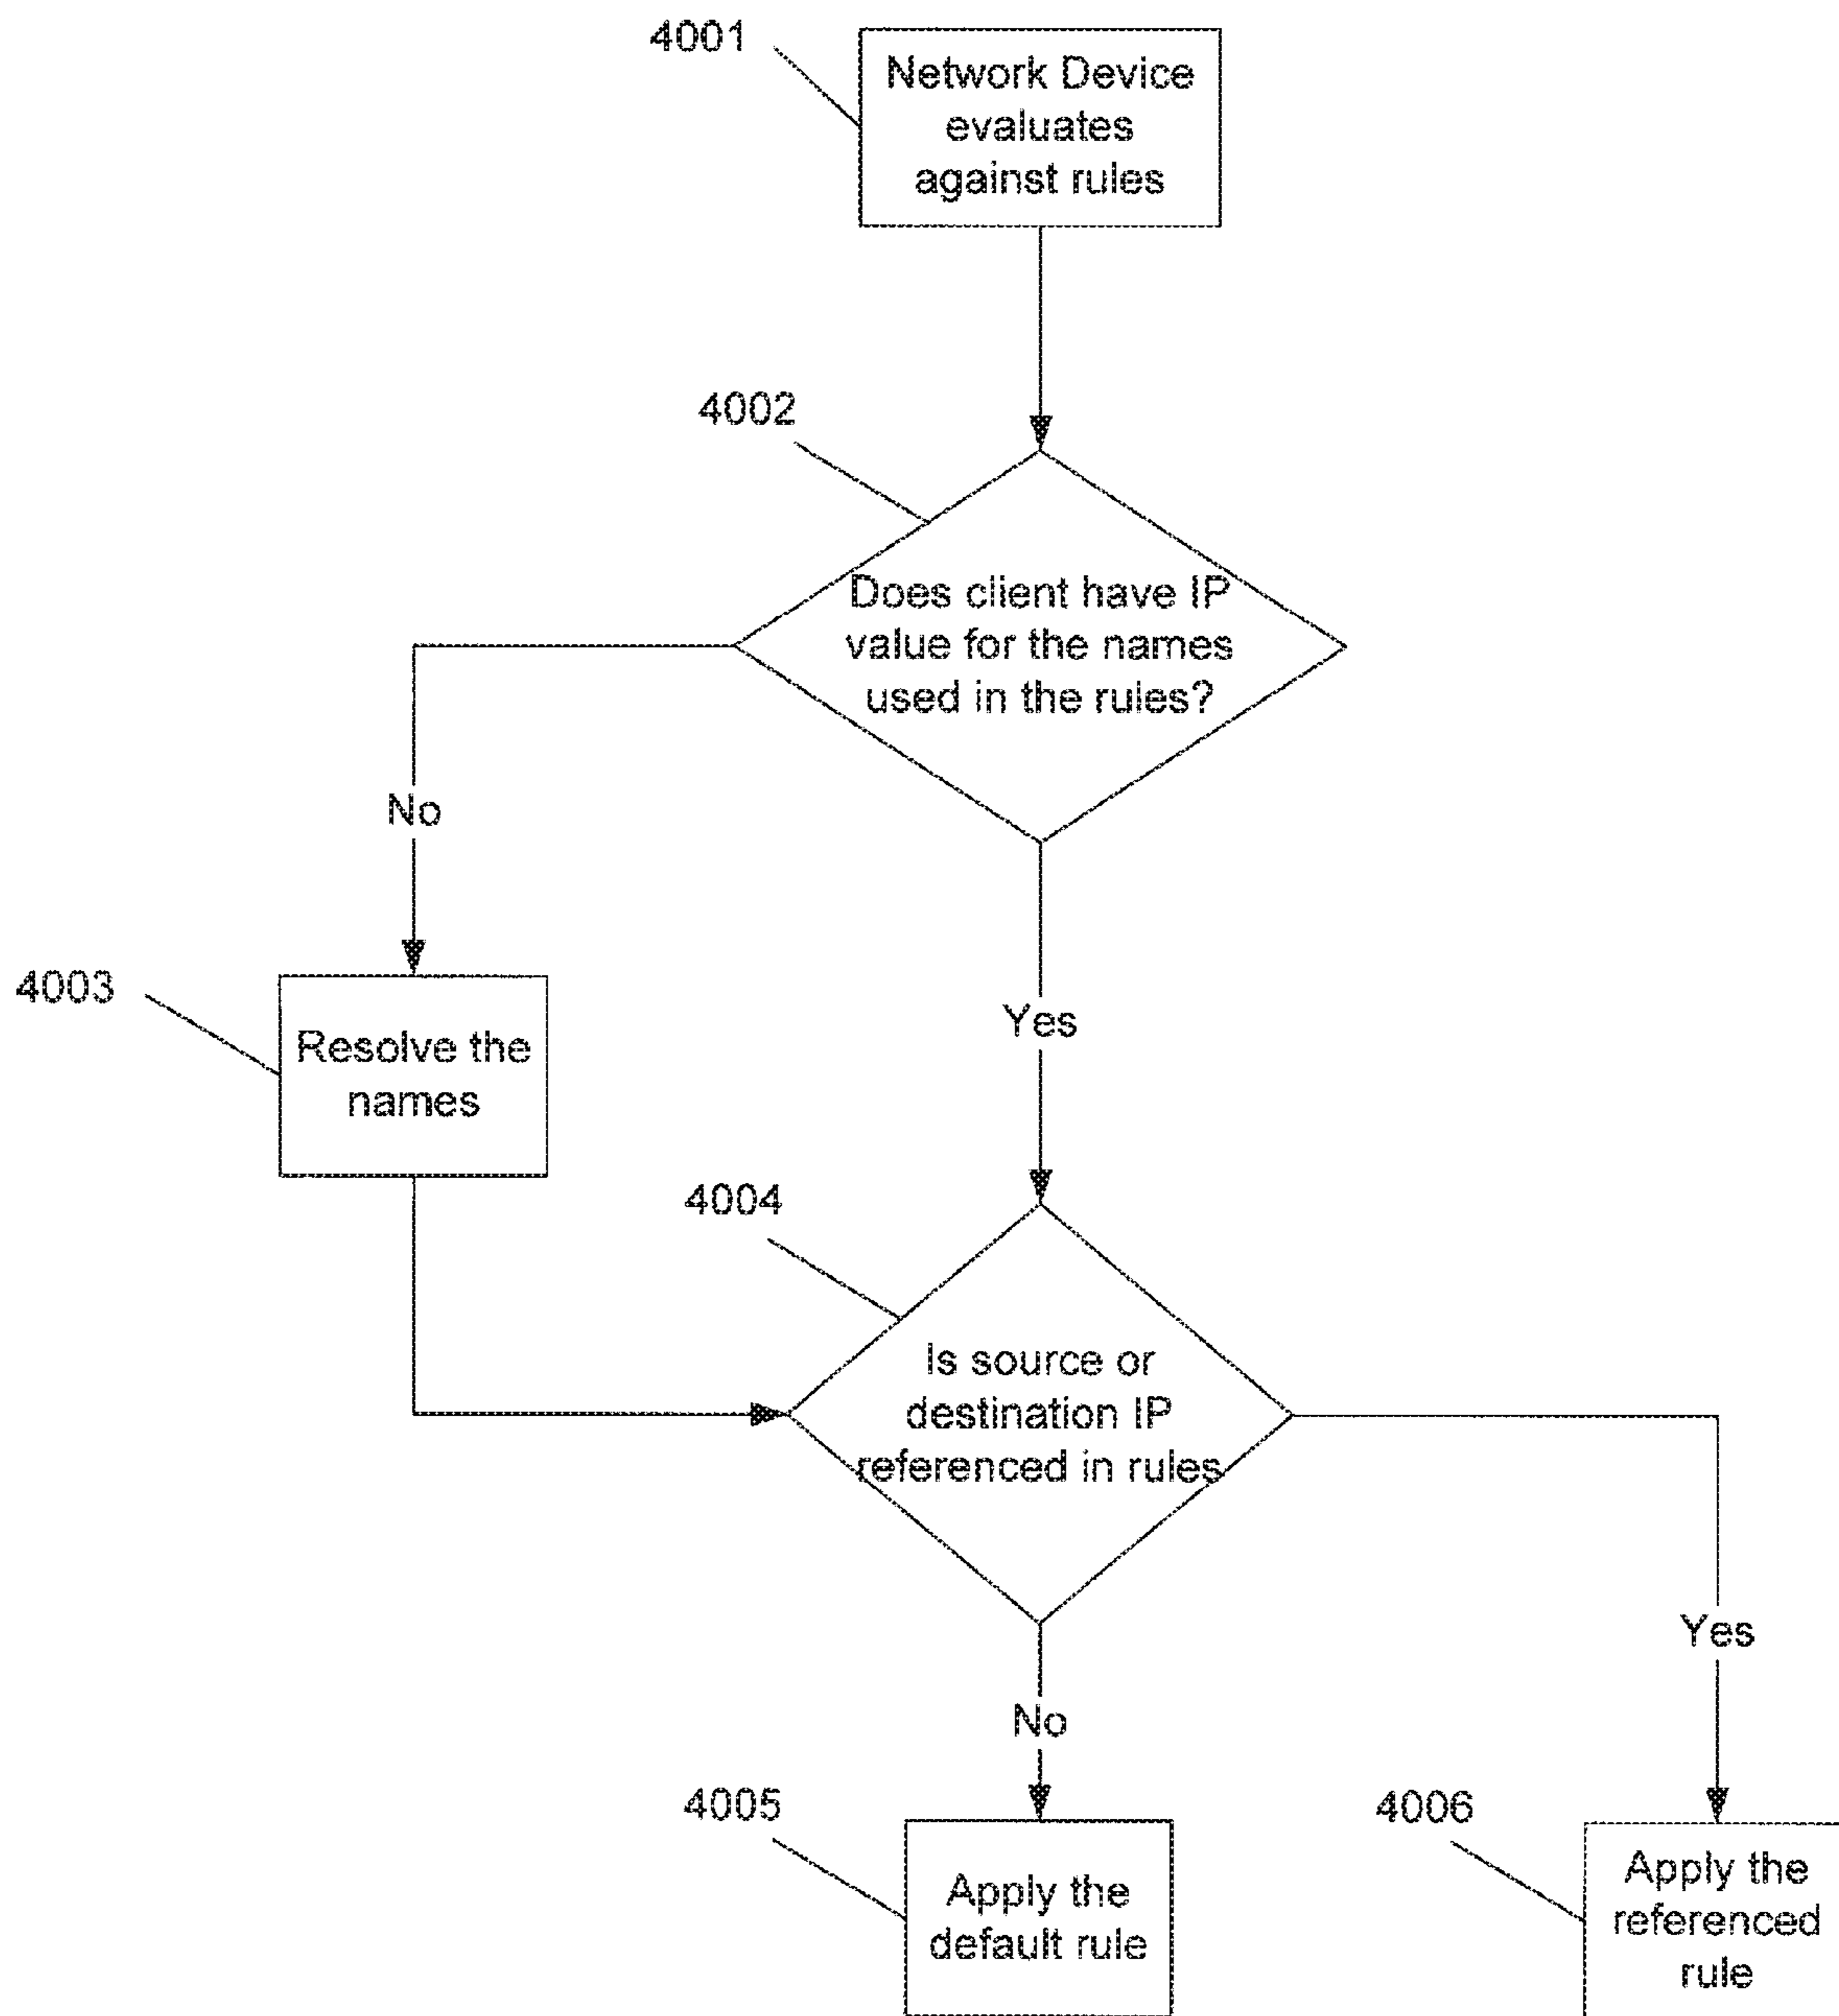 4001
Network Device
evaluates
against rules
4002
Does client have IP
value for the names
used in the rules?
No
Yes
4003
Resolve the
names
4004
Is source or
destination IP
referenced in rules
No
Yes
4005
Apply the
default rule
4006
Apply the
referenced
rule